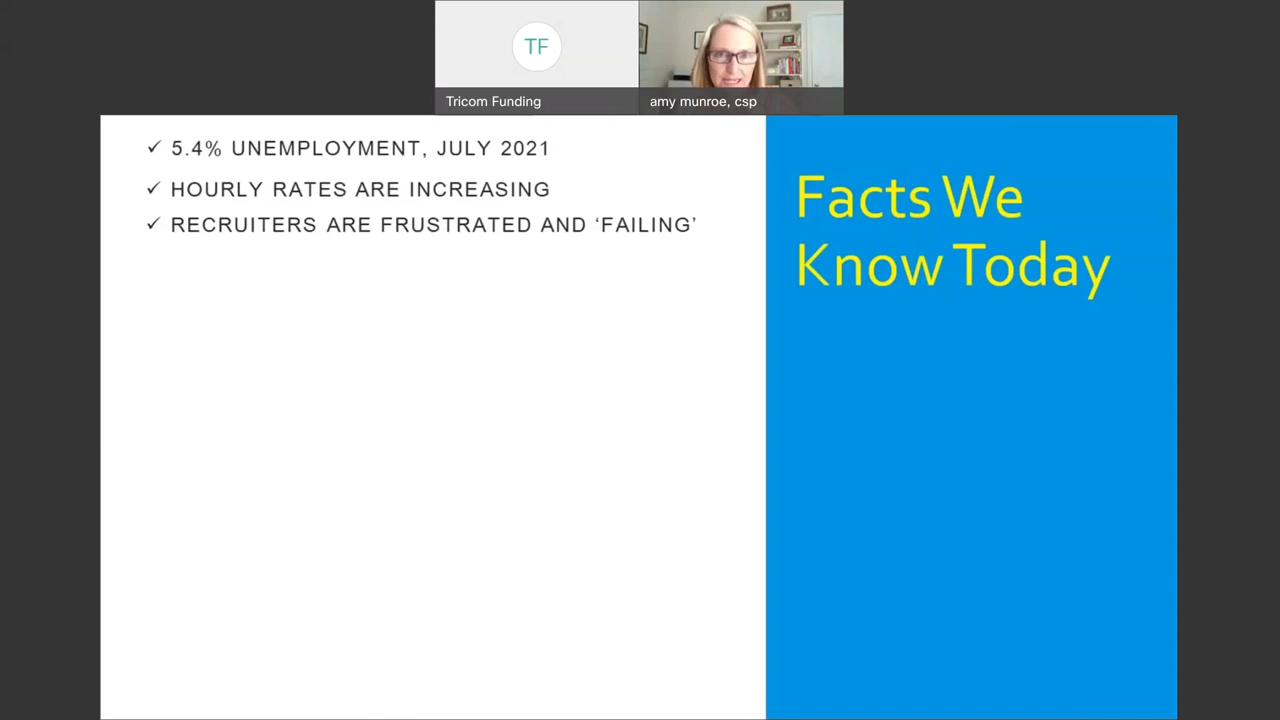 TF
Tricom Funding
amy munroe, csp
✓ 5.4% UNEMPLOYMENT, JULY 2021
✓ HOURLY RATES ARE INCREASING
✓ RECRUITERS ARE FRUSTRATED AND ‘FAILING’
Facts We
Know Today